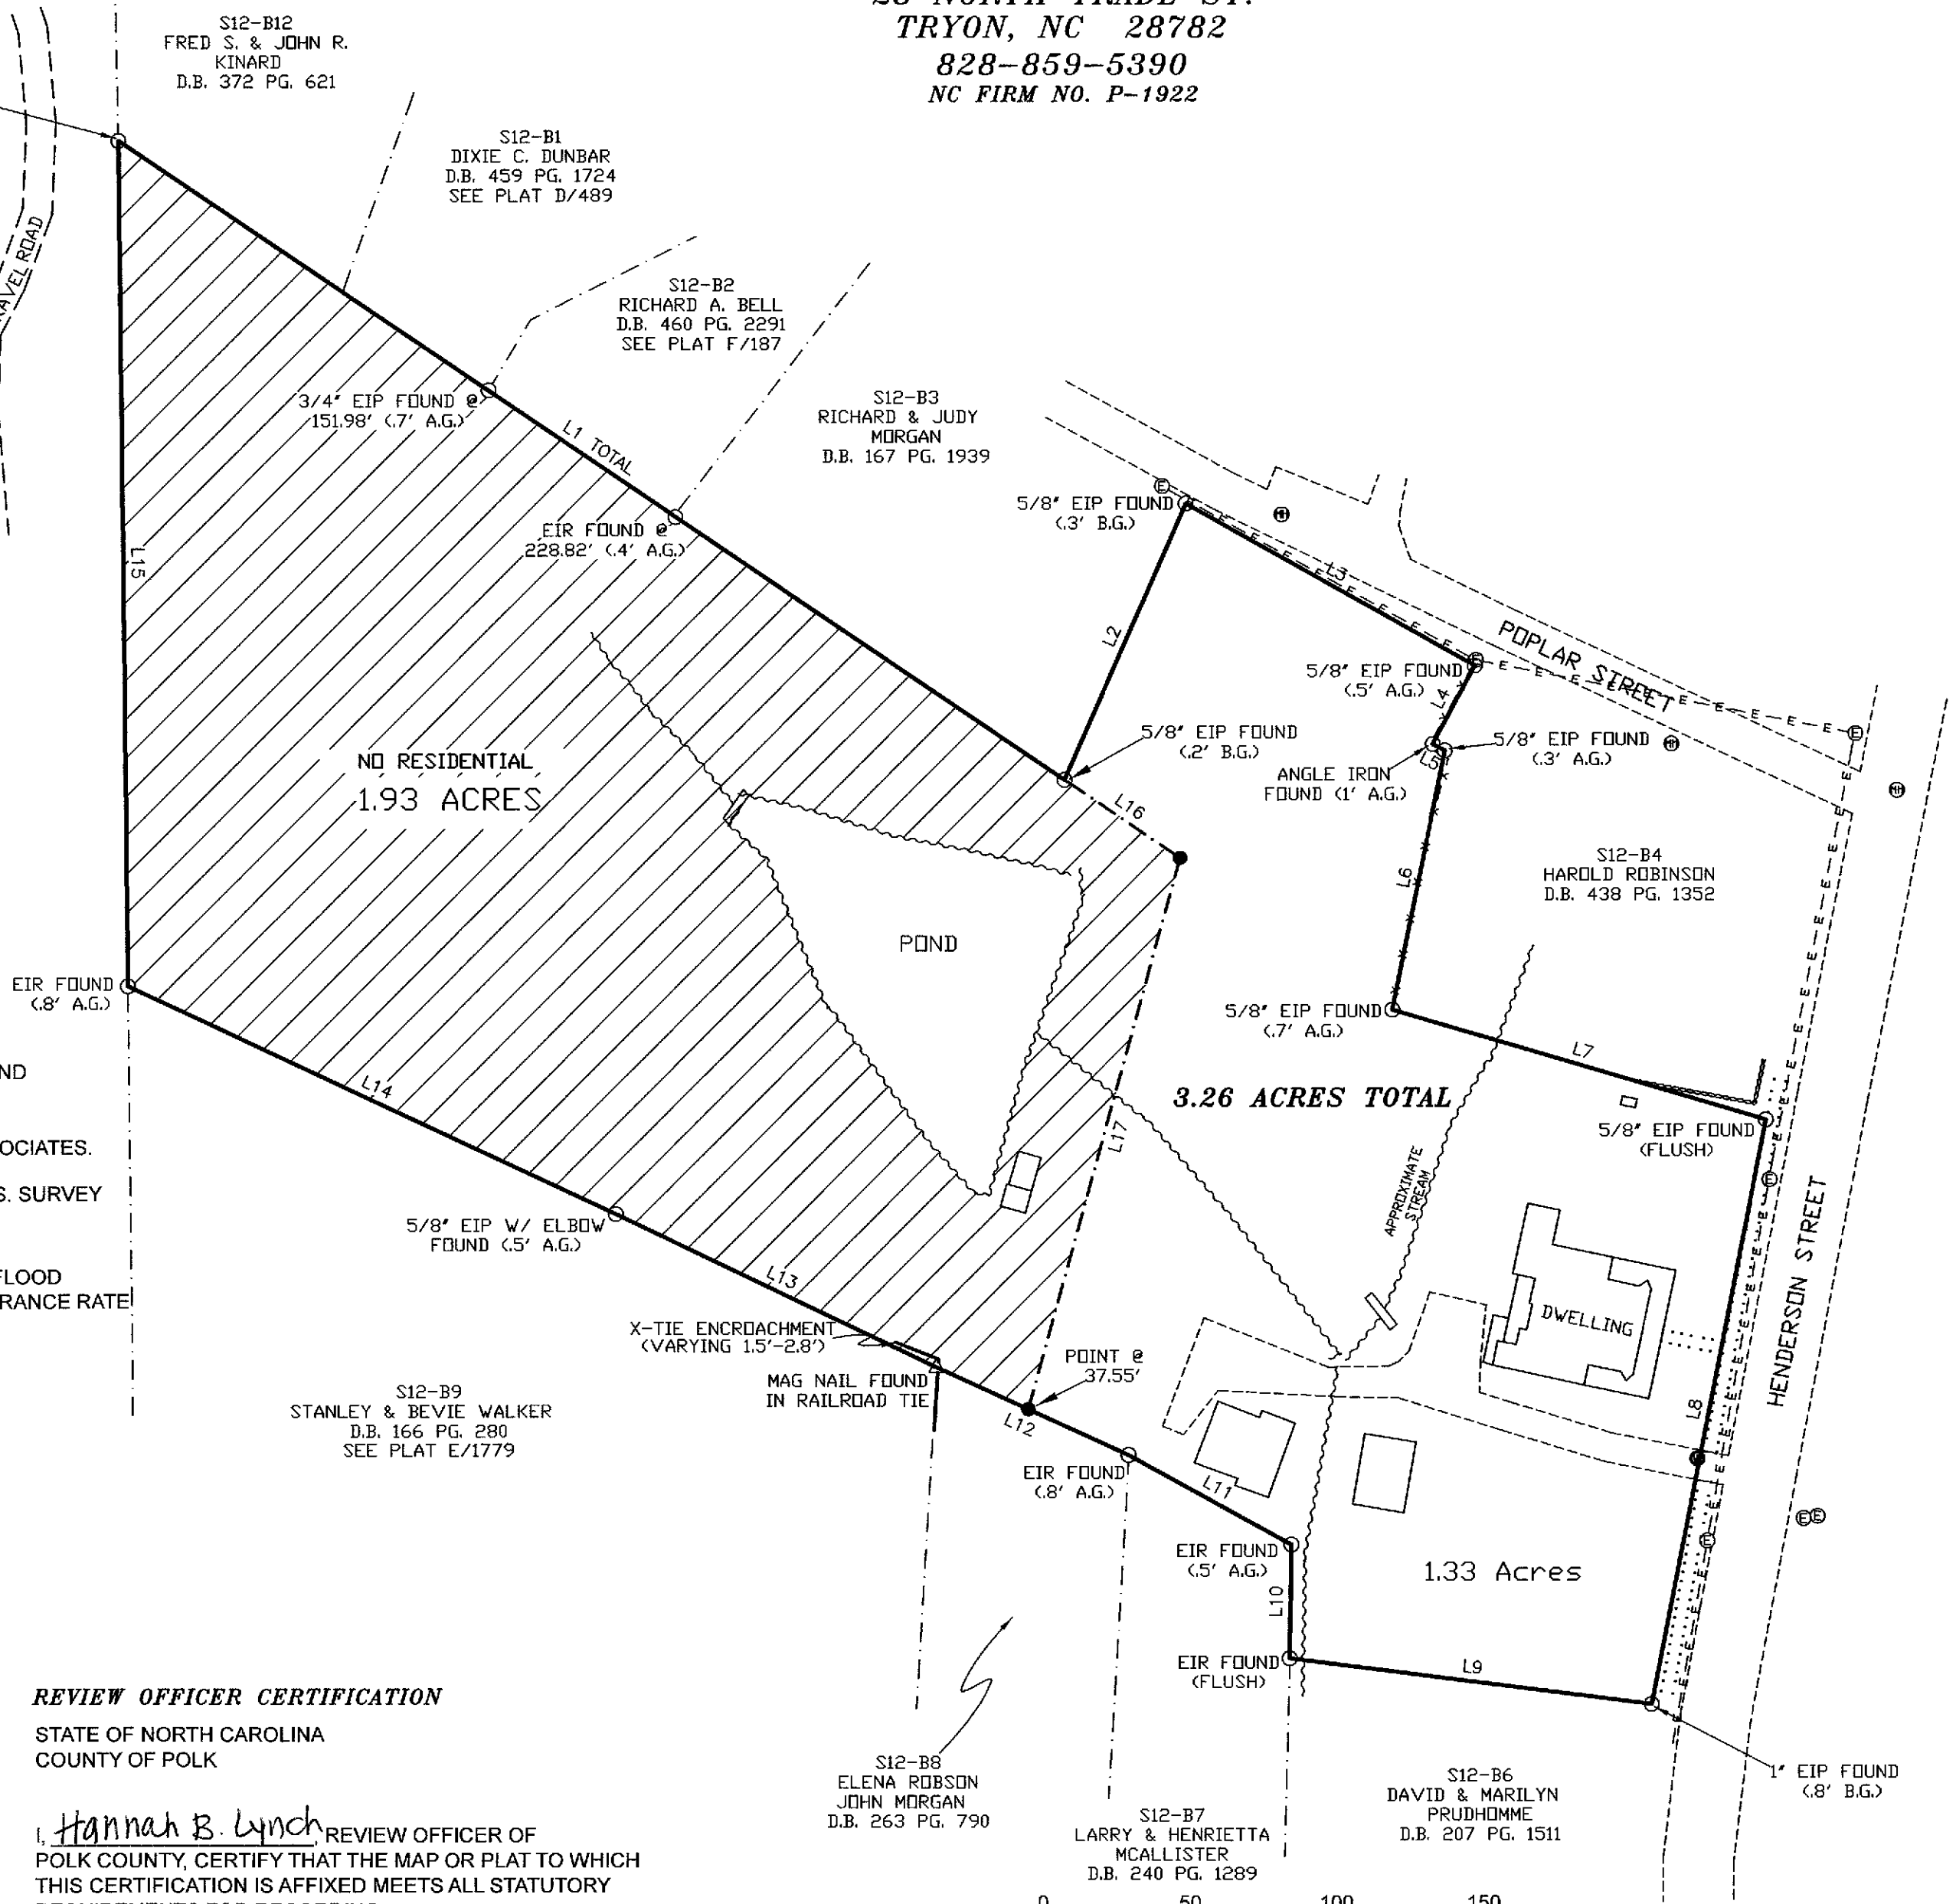 TRYON, NC 28782
828-859-5390
NC FIRM NO. P-1922
S12-B12
FRED S. & JOHN R.
KINARD
D.B. 372 PG. 621
S12-B1
DIXIE C. DUNBAR
D.B. 459 PG. 1724
SEE PLAT D/489
S12-B2
RICHARD A. BELL
D.B. 460 PG. 2291
SEE PLAT F/187
S12-B3
RICHARD & JUDY
MORGAN
D.B. 167 PG. 1939
ROAD
3/4" EIP FOUND @
151.98' (.7' A.G.)
L1 TOTAL
EIR FOUND @
228.82' (.4' A.G.)
5/8" EIP FOUND
(.3' B.G.)
L2
L3
POPLAR STREET
5/8" EIP FOUND
(.5' A.G.)
L4
5/8" EIP FOUND
(.2' B.G.)
5/8" EIP FOUND
(.3' A.G.)
L5
ANGLE IRON
FOUND (1' A.G.)
L15
NO RESIDENTIAL
1.93 ACRES
L16
L6
S12-B4
HAROLD ROBINSON
D.B. 438 PG. 1352
POND
EIR FOUND
(.8' A.G.)
5/8" EIP FOUND
(.7' A.G.)
L7
3.26 ACRES TOTAL
5/8" EIP FOUND
(FLUSH)
L14
L17
APPROXIMATE
STREAM
OCIATES.
SURVEY
FLOOD
RATE
5/8" EIP W/ ELBOW
FOUND (.5' A.G.)
L13
HENDERSON STREET
DWELLING
X-TIE ENCROACHMENT
(VARYING 1.5'-2.8')
POINT @
37.55'
MAG NAIL FOUND
IN RAILROAD TIE
L12
L8
S12-B9
STANLEY & BEVIE WALKER
D.B. 166 PG. 280
SEE PLAT E/1779
EIR FOUND
(.8' A.G.)
L11
EIR FOUND
(.5' A.G.)
1.33 Acres
L10
EIR FOUND
(FLUSH)
L9
1" EIP FOUND
(.8' B.G.)
S12-B8
ELENA ROBSON
JOHN MORGAN
D.B. 263 PG. 790
S12-B7
LARRY & HENRIETTA
MCALLISTER
D.B. 240 PG. 1289
S12-B6
DAVID & MARILYN
PRUDHOMME
D.B. 207 PG. 1511
0 50 100 150
REVIEW OFFICER CERTIFICATION
STATE OF NORTH CAROLINA
COUNTY OF POLK
I, Hannah B. Lynch, REVIEW OFFICER OF
POLK COUNTY, CERTIFY THAT THE MAP OR PLAT TO WHICH
THIS CERTIFICATION IS AFFIXED MEETS ALL STATUTORY